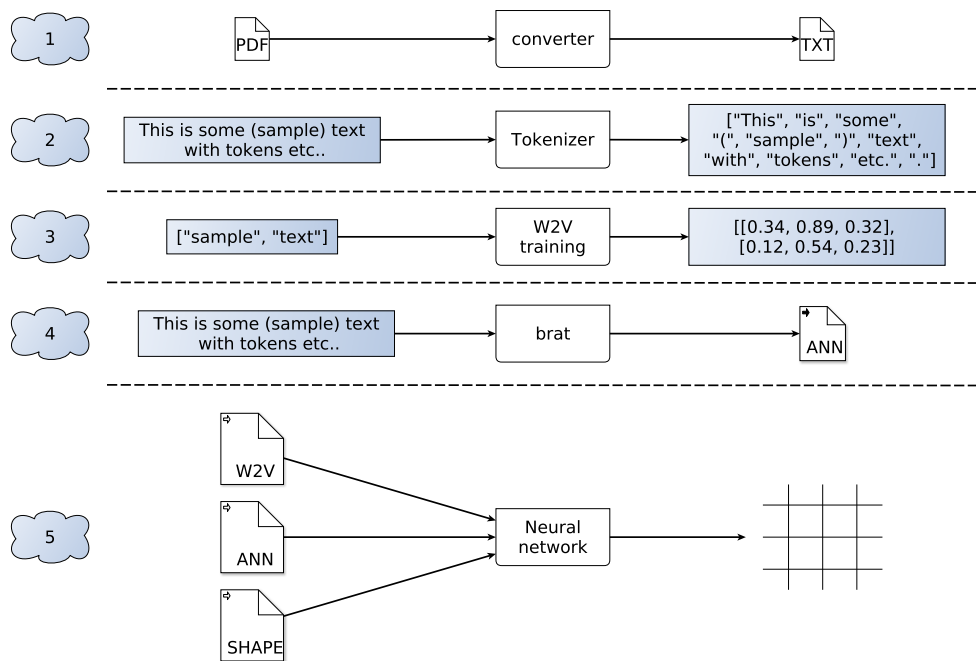 1
PDF
converter
TXT
2
This is some (sample) text
with tokens etc..
Tokenizer
["This", "is", "some",
"(", "sample", ")", "text",
"with", "tokens", "etc.", "."]
3
["sample", "text"]
W2V
training
[[0.34, 0.89, 0.32],
[0.12, 0.54, 0.23]]
4
This is some (sample) text
with tokens etc..
brat
ANN
5
W2V
ANN
SHAPE
Neural
network